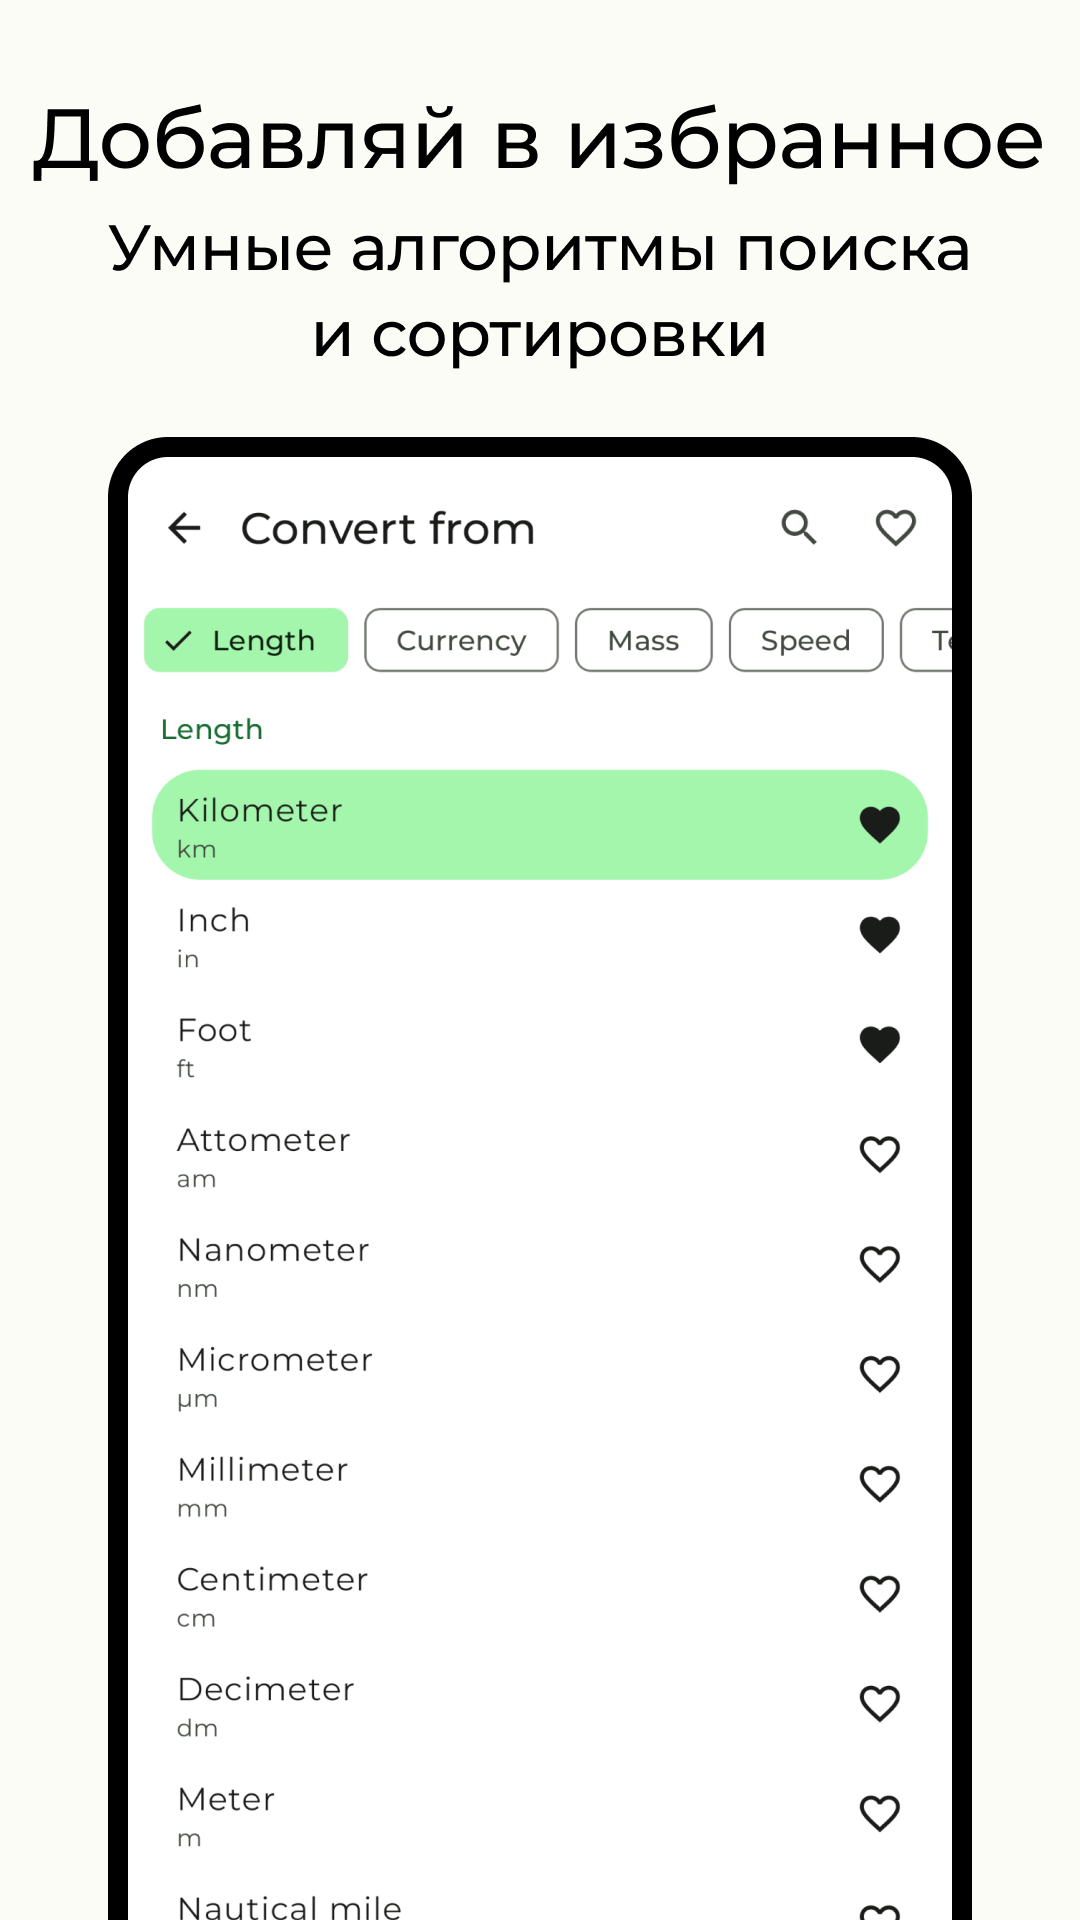 Добавляй в избранное
Умные алгоритмы поиска
и сортировки
Convert from
Length
Currency
Mass
Speed
Length
Kilometer
km
Inch
in
Foot
ft
Attometer
am
Nanometer
nm
Micrometer
µm
Millimeter
mm
Centimeter
cm
Decimeter
dm
Meter
m
Nautical mile